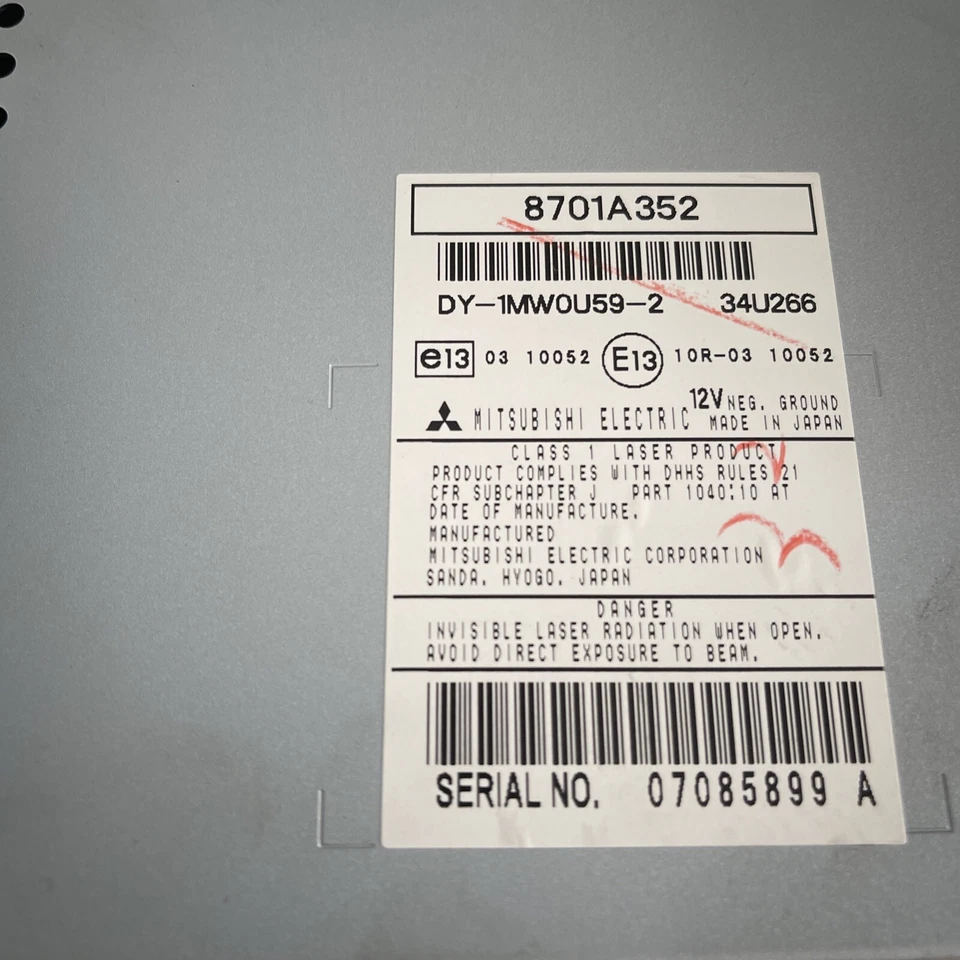 8701A352
DY-1MW0U59-2 34U266
e13 03 10052 E13 10R-03 10052
MITSUBISHI ELECTRIC 12V NEG. GROUND
MADE IN JAPAN
CLASS 1 LASER PRODUCT
PRODUCT COMPLIES WITH DHHS RULES 21
CFR SUBCHAPTER J PART 1040:10 AT
DATE OF MANUFACTURE.
MANUFACTURED
MITSUBISHI ELECTRIC CORPORATION
SANDA. HYOGO. JAPAN
DANGER
INVISIBLE LASER RADIATION WHEN OPEN.
AVOID DIRECT EXPOSURE TO BEAM.
SERIAL NO. 07085899 A